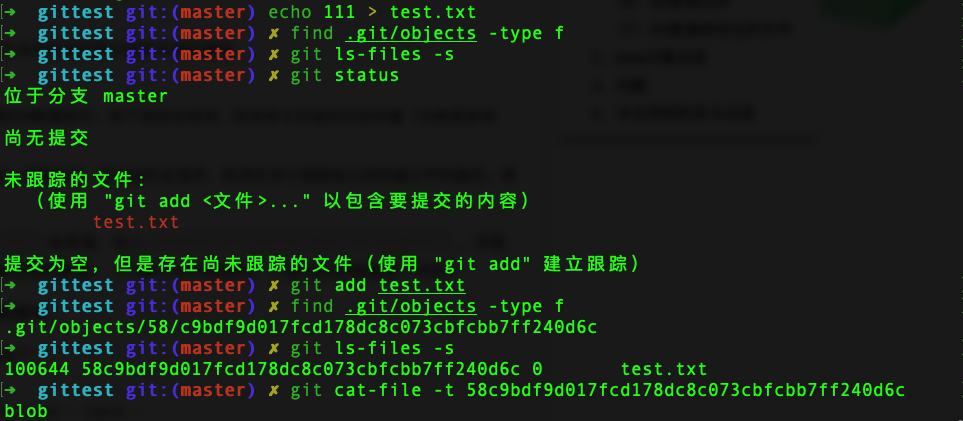 [➜  gittest git:(master) echo 111 > test.txt
[➜  gittest git:(master) ✗ find .git/objects -type f
[➜  gittest git:(master) ✗ git ls-files -s
[➜  gittest git:(master) ✗ git status
位于分支 master
尚无提交
未跟踪的文件:
  （使用 "git add <文件>..." 以包含要提交的内容）
        test.txt
提交为空，但是存在尚未跟踪的文件（使用 "git add" 建立跟踪）
[➜  gittest git:(master) ✗ git add test.txt
[➜  gittest git:(master) ✗ find .git/objects -type f
.git/objects/58/c9bdf9d017fcd178dc8c073cbfcbb7ff240d6c
[➜  gittest git:(master) ✗ git ls-files -s
100644 58c9bdf9d017fcd178dc8c073cbfcbb7ff240d6c 0       test.txt
[➜  gittest git:(master) ✗ git cat-file -t 58c9bdf9d017fcd178dc8c073cbfcbb7ff240d6c
blob